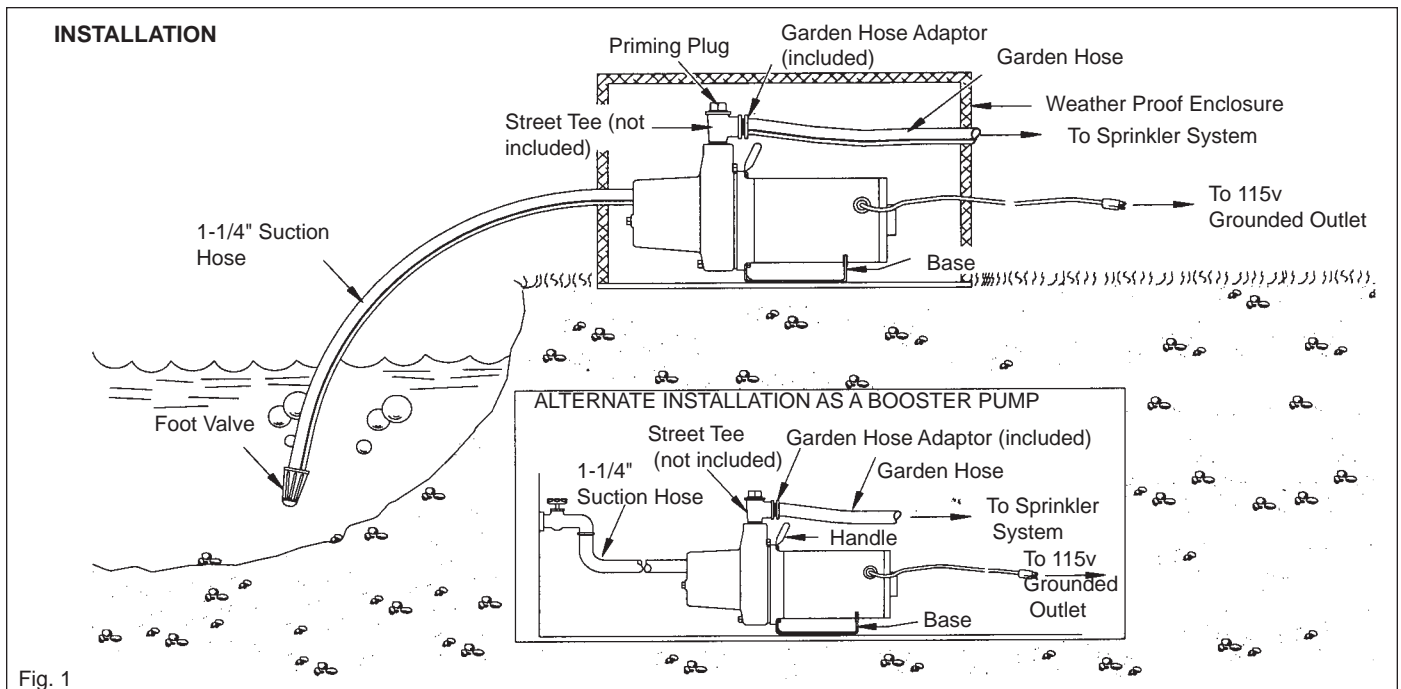 INSTALLATION
Priming Plug
Garden Hose Adaptor
(included)
Garden Hose
Weather Proof Enclosure
Street Tee (not
included)
To Sprinkler System
To 115v
Grounded Outlet
1-1/4" Suction
Hose
Base
Foot Valve
ALTERNATE INSTALLATION AS A BOOSTER PUMP
Street Tee
(not included)
Garden Hose Adaptor (included)
1-1/4"
Suction Hose
Garden Hose
To Sprinkler
System
Handle
To 115v
Grounded
Outlet
Base
Fig. 1